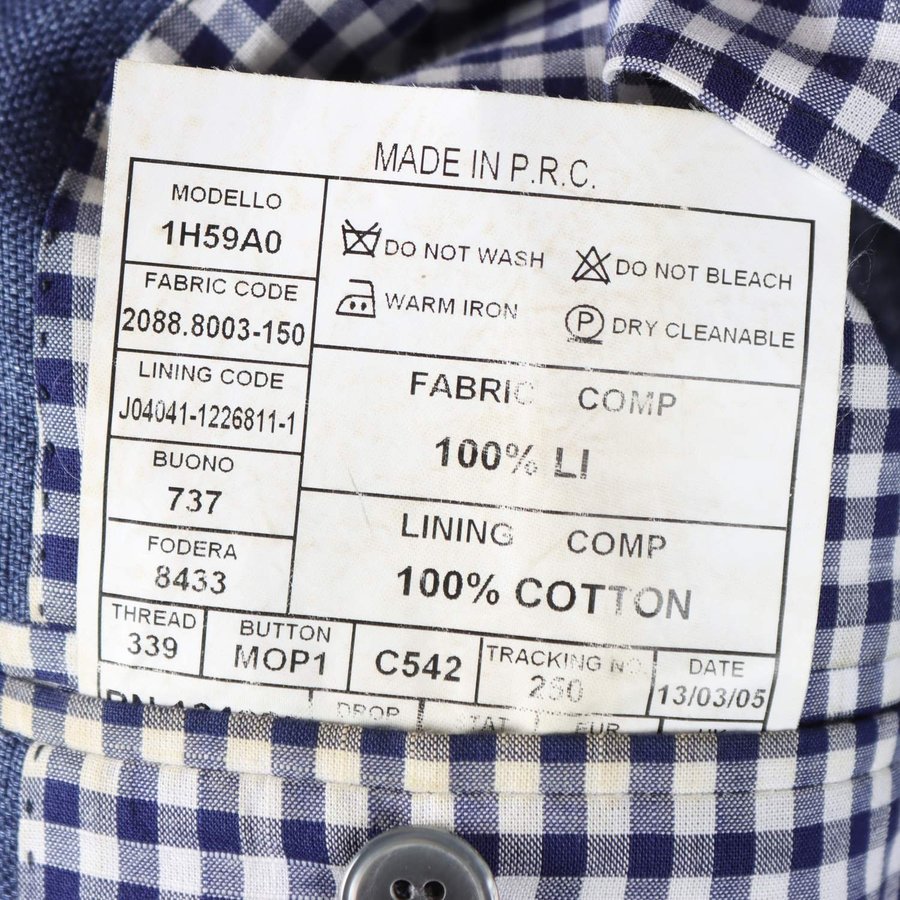 MADE IN P.R.C.
MODELLO
1H59A0
FABRIC CODE
2088.8003-150
LINING CODE
J04041-1226811-1
BUONO
737
FODERA
8433
DO NOT WASH
DO NOT BLEACH
WARM IRON
P DRY CLEANABLE
FABRIC COMP
100% LI
LINING COMP
100% COTTON
THREAD
339
BUTTON
MOP1
C542
TRACKING NO.
250
DATE
13/03/05
DROP